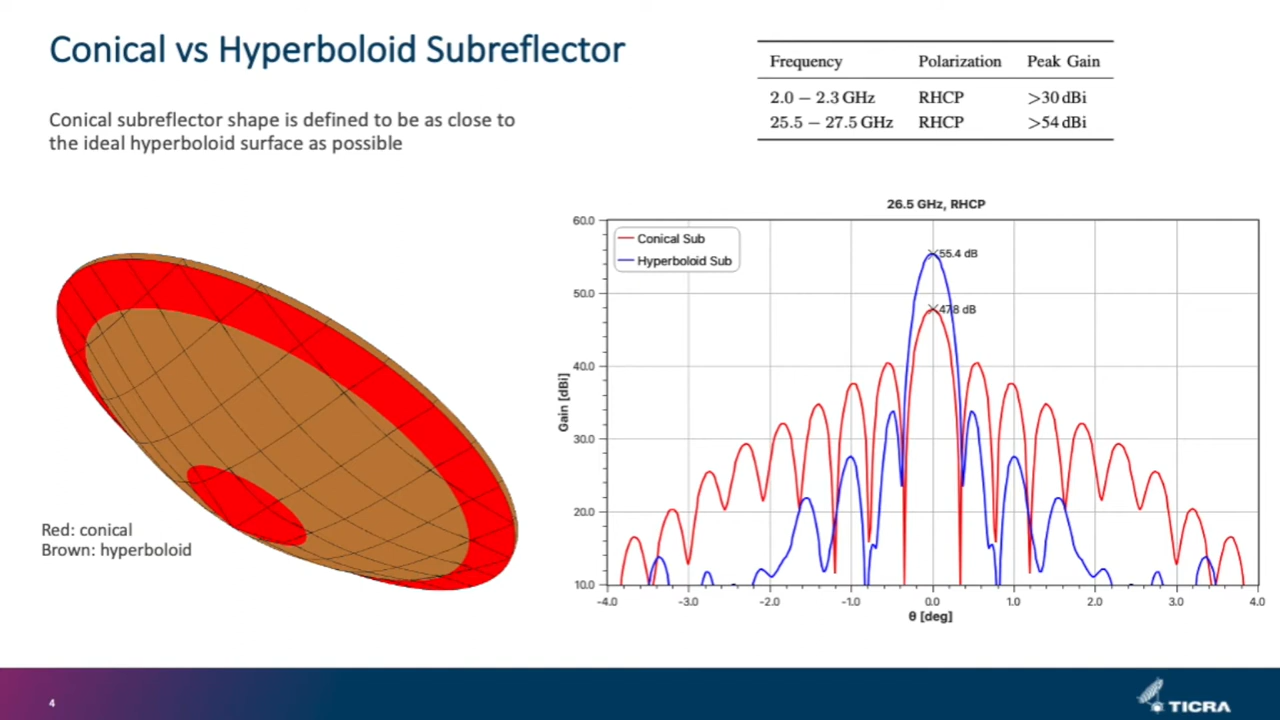 Conical vs Hyperboloid Subreflector
Conical subreflector shape is defined to be as close to
the ideal hyperboloid surface as possible
Frequency Polarization Peak Gain
2.0 – 2.3 GHz RHCP >30 dBi
25.5 – 27.5 GHz RHCP >54 dBi
Red: conical
Brown: hyperboloid
26.5 GHz, RHCP
Conical Sub
Hyperboloid Sub
55.4 dB
47.8 dB
Gain [dBi]
60.0
50.0
40.0
30.0
20.0
10.0
-4.0 -3.0 -2.0 -1.0 0.0 1.0 2.0 3.0 4.0
θ [deg]
4
TICRA